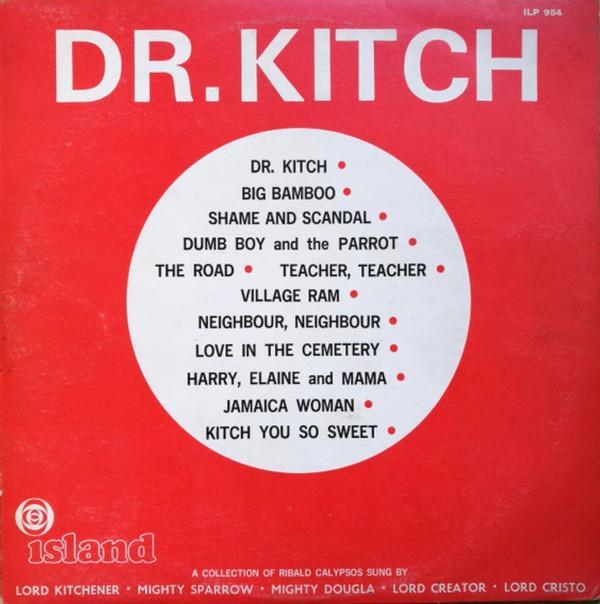 ILP 954
DR. KITCH
DR. KITCH •
BIG BAMBOO •
SHAME AND SCANDAL •
DUMB BOY and the PARROT •
THE ROAD • TEACHER, TEACHER •
VILLAGE RAM •
NEIGHBOUR, NEIGHBOUR •
LOVE IN THE CEMETERY •
HARRY, ELAINE and MAMA •
JAMAICA WOMAN •
KITCH YOU SO SWEET •
island
A COLLECTION OF RIBALD CALYPSOS SUNG BY
LORD KITCHENER • MIGHTY SPARROW • MIGHTY DOUGLA • LORD CREATOR • LORD CRISTO